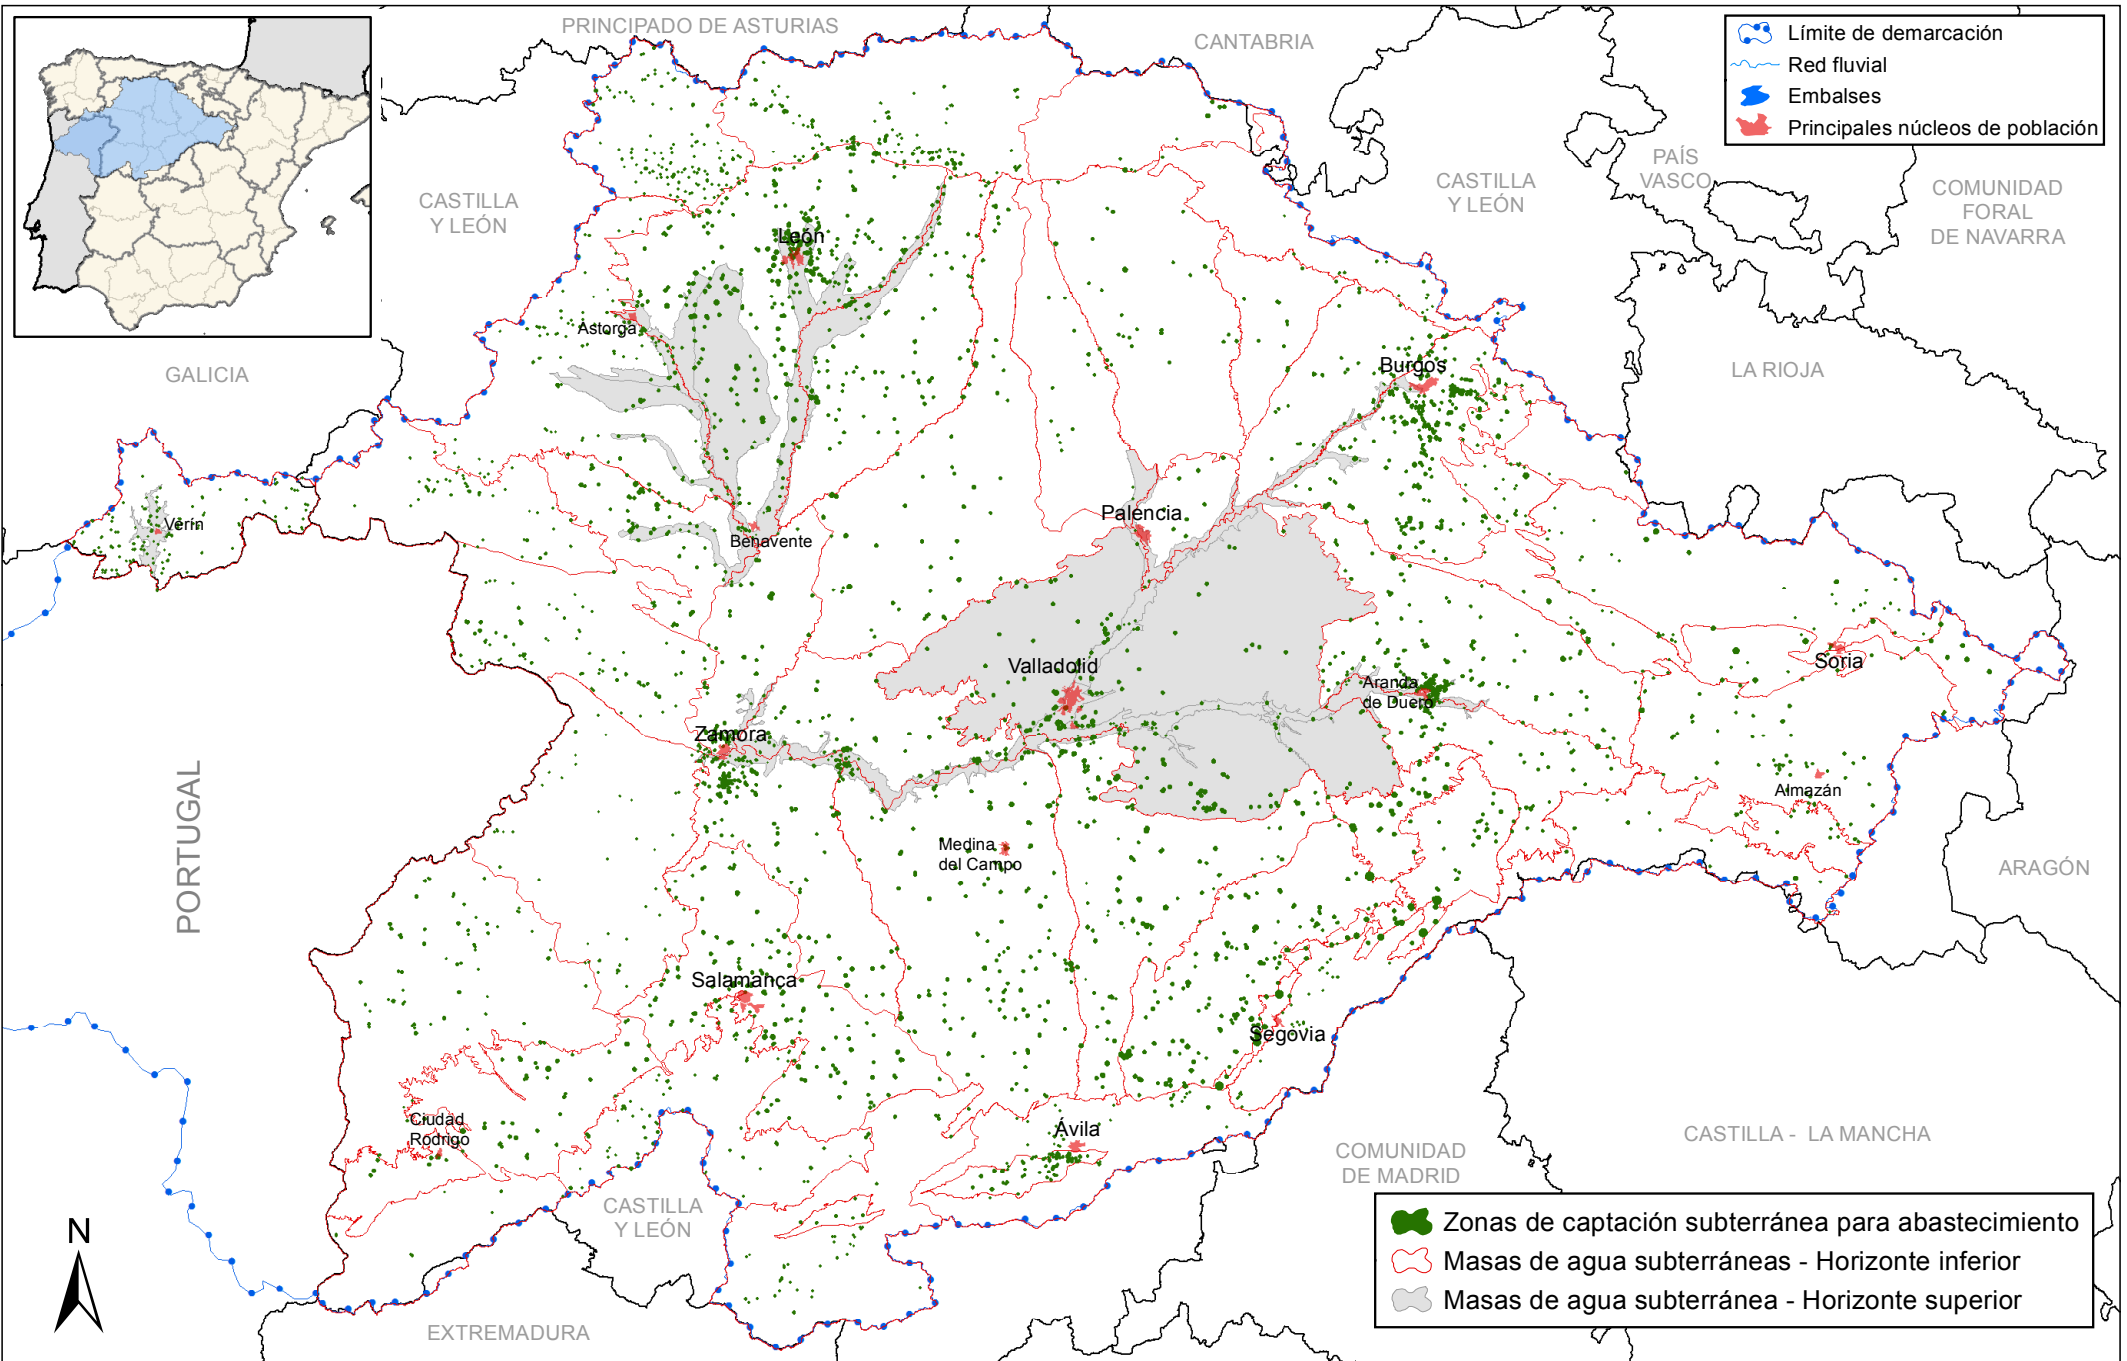 PRINCIPADO DE ASTURIAS
CANTABRIA
Límite de demarcación
Red fluvial
Embalses
Principales núcleos de población
PAÍS
VASCO
CASTILLA
Y LEÓN
COMUNIDAD
FORAL
DE NAVARRA
CASTILLA
Y LEÓN
León
Astorga
GALICIA
Burgos
LA RIOJA
Verín
Palencia
Benavente
Valladolid
Soria
Aranda
de Duero
Zamora
Almazán
PORTUGAL
Medina
del Campo
ARAGÓN
Salamanca
Segovia
Ciudad
Rodrigo
Ávila
CASTILLA - LA MANCHA
COMUNIDAD
DE MADRID
CASTILLA
Y LEÓN
N
EXTREMADURA
Zonas de captación subterránea para abastecimiento
Masas de agua subterráneas - Horizonte inferior
Masas de agua subterránea - Horizonte superior